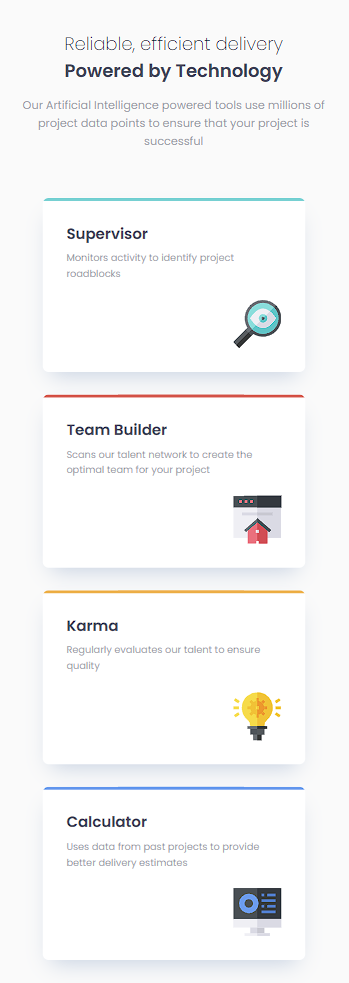 Reliable, efficient delivery
Powered by Technology
Our Artificial Intelligence powered tools use millions of
project data points to ensure that your project is
successful
Supervisor
Monitors activity to identify project
roadblocks
Team Builder
Scans our talent network to create the
optimal team for your project
Karma
Regularly evaluates our talent to ensure
quality
Calculator
Uses data from past projects to provide
better delivery estimates